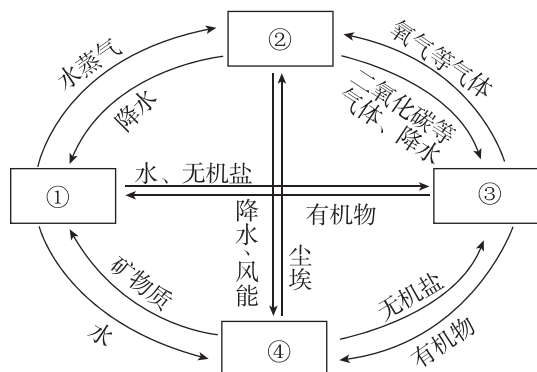 ②
水蒸气
降水
氧气等气体
二氧化碳等
气体、降水
①
水、无机盐
③
有机物
降水、风能
尘埃
矿物质
水
无机盐
有机物
④